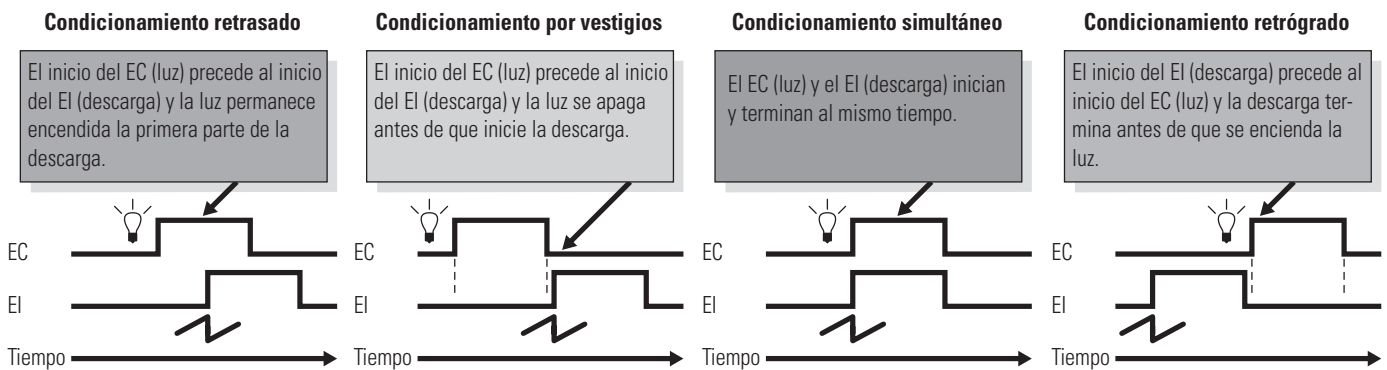 Condicionamiento retrasado
El inicio del EC (luz) precede al inicio
del EI (descarga) y la luz permanece
encendida la primera parte de la
descarga.
EC
EI
Tiempo
Condicionamiento por vestigios
El inicio del EC (luz) precede al inicio
del EI (descarga) y la luz se apaga
antes de que inicie la descarga.
EC
EI
Tiempo
Condicionamiento simultáneo
El EC (luz) y el EI (descarga) inician
y terminan al mismo tiempo.
EC
EI
Tiempo
Condicionamiento retrógrado
El inicio del EI (descarga) precede al
inicio del EC (luz) y la descarga ter-
mina antes de que se encienda la
luz.
EC
EI
Tiempo